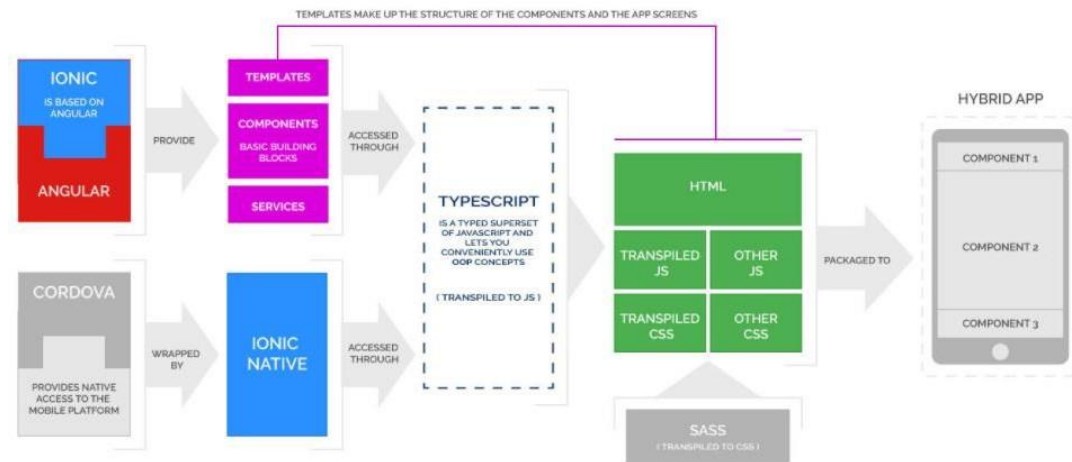 TEMPLATES MAKE UP THE STRUCTURE OF THE COMPONENTS AND THE APP SCREENS
IONIC
IS BASED ON
ANGULAR
ANGULAR
PROVIDE
TEMPLATES
COMPONENTS
BASIC BUILDING
BLOCKS
SERVICES
ACCESSED
THROUGH
CORDOVA
PROVIDES NATIVE
ACCESS TO THE
MOBILE PLATFORM
WRAPPED
BY
IONIC
NATIVE
ACCESSED
THROUGH
TYPESCRIPT
IS A TYPED SUPERSET
OF JAVASCRIPT AND
LETS YOU
CONVENIENTLY USE
OOP CONCEPTS
( TRANSPILED TO JS )
HTML
TRANSPILED
JS
OTHER
JS
TRANSPILED
CSS
OTHER
CSS
SASS
( TRANSPILED TO CSS )
PACKAGED TO
HYBRID APP
COMPONENT 1
COMPONENT 2
COMPONENT 3